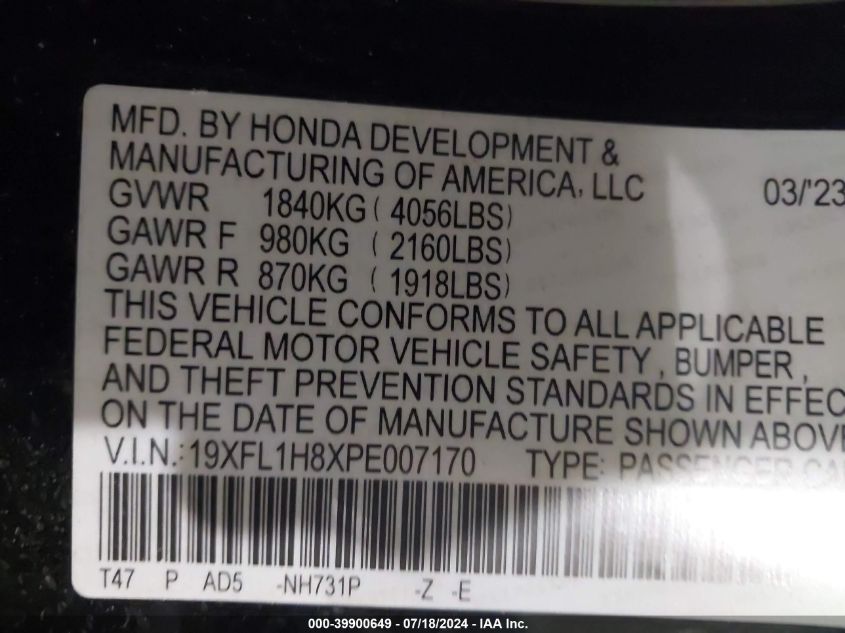 MFD. BY HONDA DEVELOPMENT &
MANUFACTURING OF AMERICA, LLC 03/'23
GVWR 1840KG ( 4056LBS)
GAWR F 980KG ( 2160LBS)
GAWR R 870KG ( 1918LBS)
THIS VEHICLE CONFORMS TO ALL APPLICABLE
FEDERAL MOTOR VEHICLE SAFETY, BUMPER,
AND THEFT PREVENTION STANDARDS IN EFFEC
ON THE DATE OF MANUFACTURE SHOWN ABOVE
V.I.N.:19XFL1H8XPE007170 TYPE: PASSENGER CA
T47 P AD5 -NH731P -Z -E
000-39900649 - 07/18/2024 - IAA Inc.